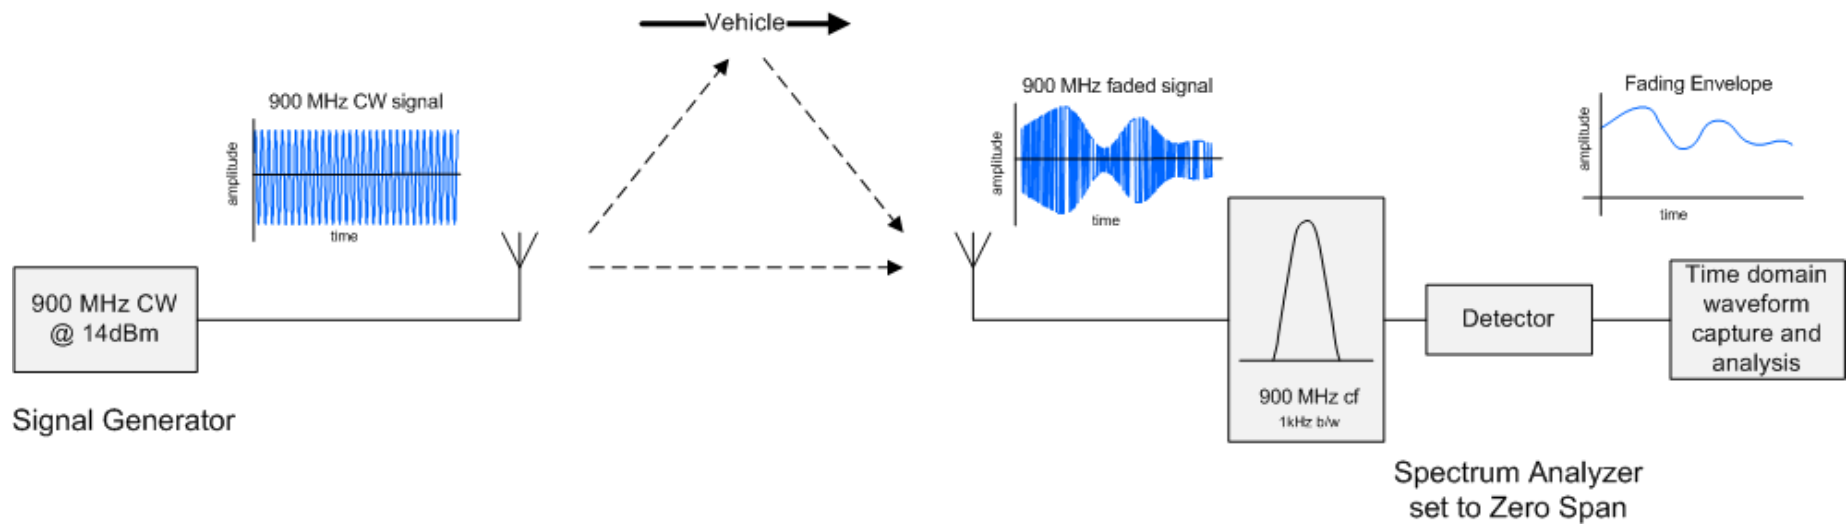 Vehicle
900 MHz CW signal
amplitude
time
900 MHz faded signal
amplitude
time
Fading Envelope
amplitude
time
900 MHz CW
@ 14dBm
Signal Generator
900 MHz cf
1kHz b/w
Detector
Time domain
waveform
capture and
analysis
Spectrum Analyzer
set to Zero Span